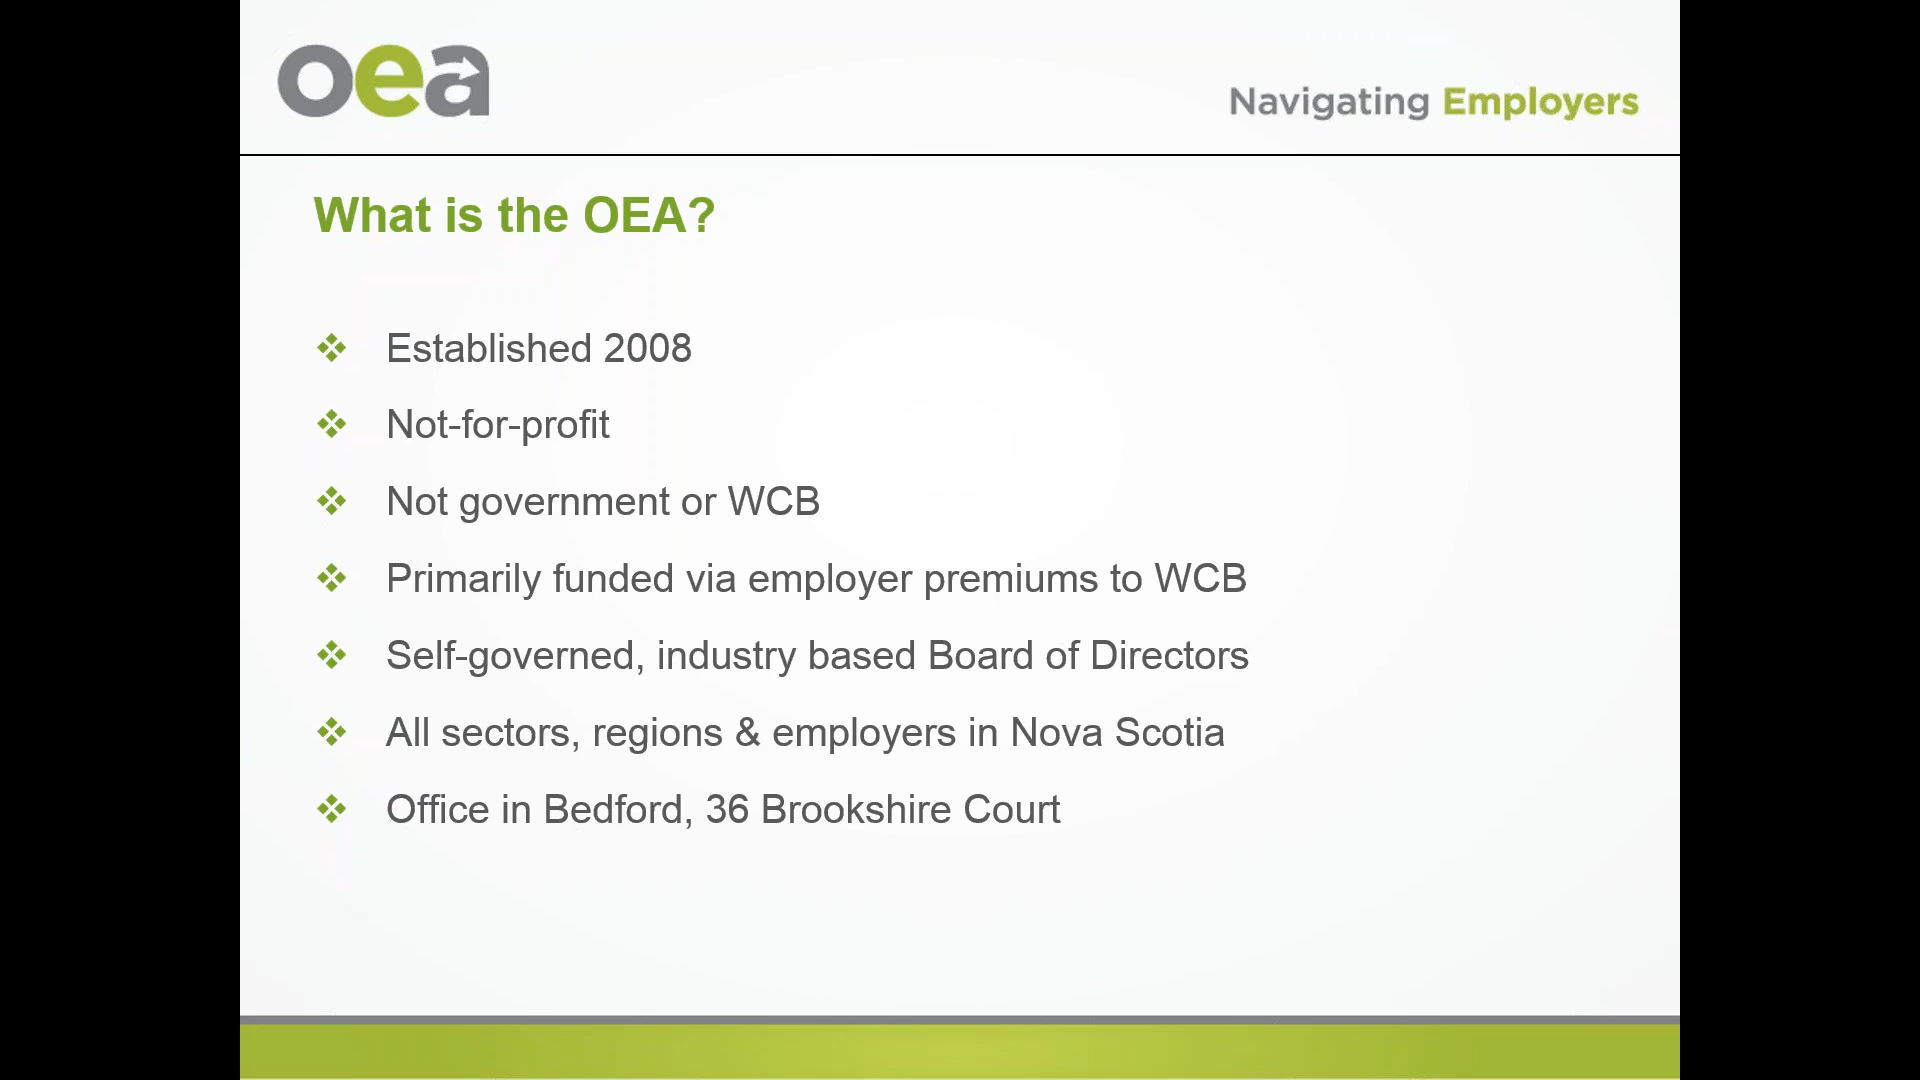 oea
Navigating Employers
What is the OEA?
Established 2008
Not-for-profit
Not government or WCB
Primarily funded via employer premiums to WCB
Self-governed, industry based Board of Directors
All sectors, regions & employers in Nova Scotia
Office in Bedford, 36 Brookshire Court